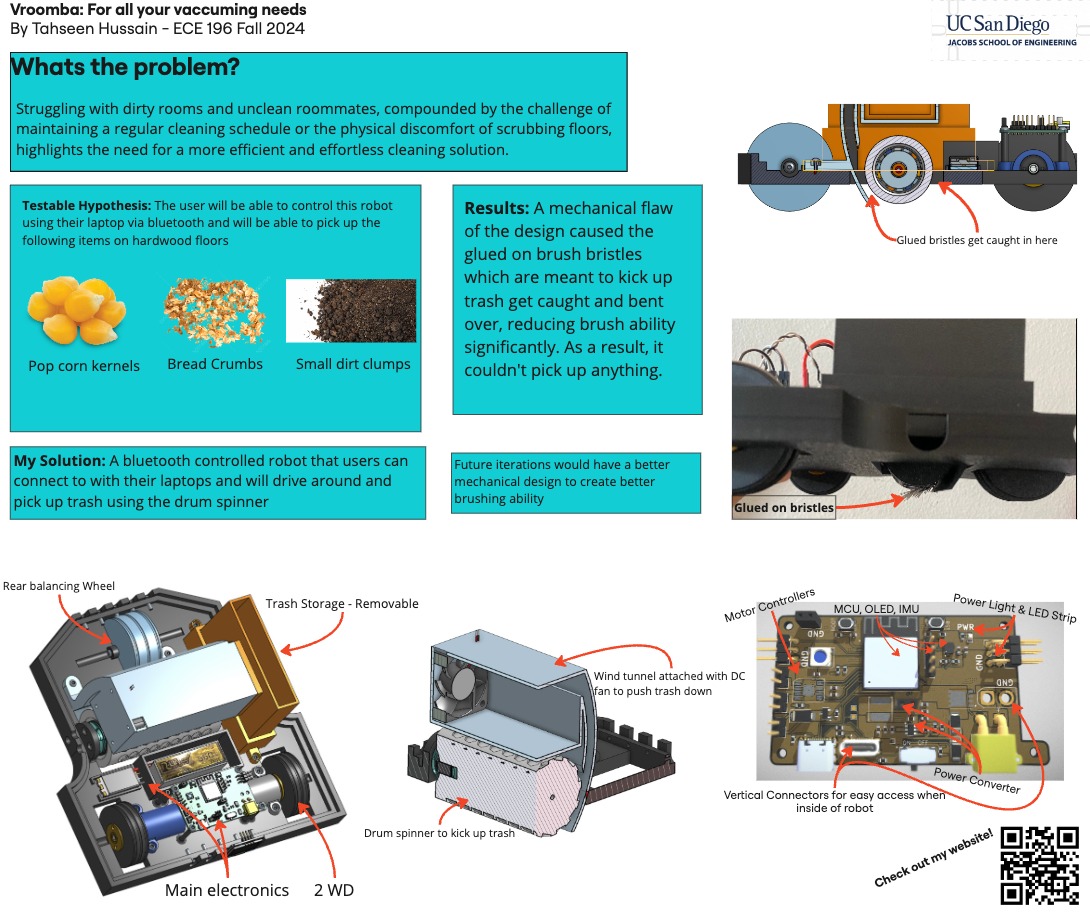 Vroomba: For all your vaccuming needs
By Tahseen Hussain - ECE 196 Fall 2024
UC San Diego
JACOBS SCHOOL OF ENGINEERING
Whats the problem?
Struggling with dirty rooms and unclean roommates, compounded by the challenge of
maintaining a regular cleaning schedule or the physical discomfort of scrubbing floors,
highlights the need for a more efficient and effortless cleaning solution.
Testable Hypothesis: The user will be able to control this robot
using their laptop via bluetooth and will be able to pick up the
following items on hardwood floors
Pop corn kernels
Bread Crumbs
Small dirt clumps
My Solution: A bluetooth controlled robot that users can
connect to with their laptops and will drive around and
pick up trash using the drum spinner
Results: A mechanical flaw
of the design caused the
glued on brush bristles
which are meant to kick up
trash get caught and bent
over, reducing brush ability
significantly. As a result, it
couldn't pick up anything.
Future iterations would have a better
mechanical design to create better
brushing ability
Glued bristles get caught in here
Glued on bristles
Rear balancing Wheel
Trash Storage - Removable
Main electronics
2 WD
Wind tunnel attached with DC
fan to push trash down
Drum spinner to kick up trash
Motor Controllers
MCU, OLED, IMU
Power Light & LED Strip
GND
PWR
GND
GND
GND
ON
Power Converter
Vertical Connectors for easy access when
inside of robot
Check out my website!